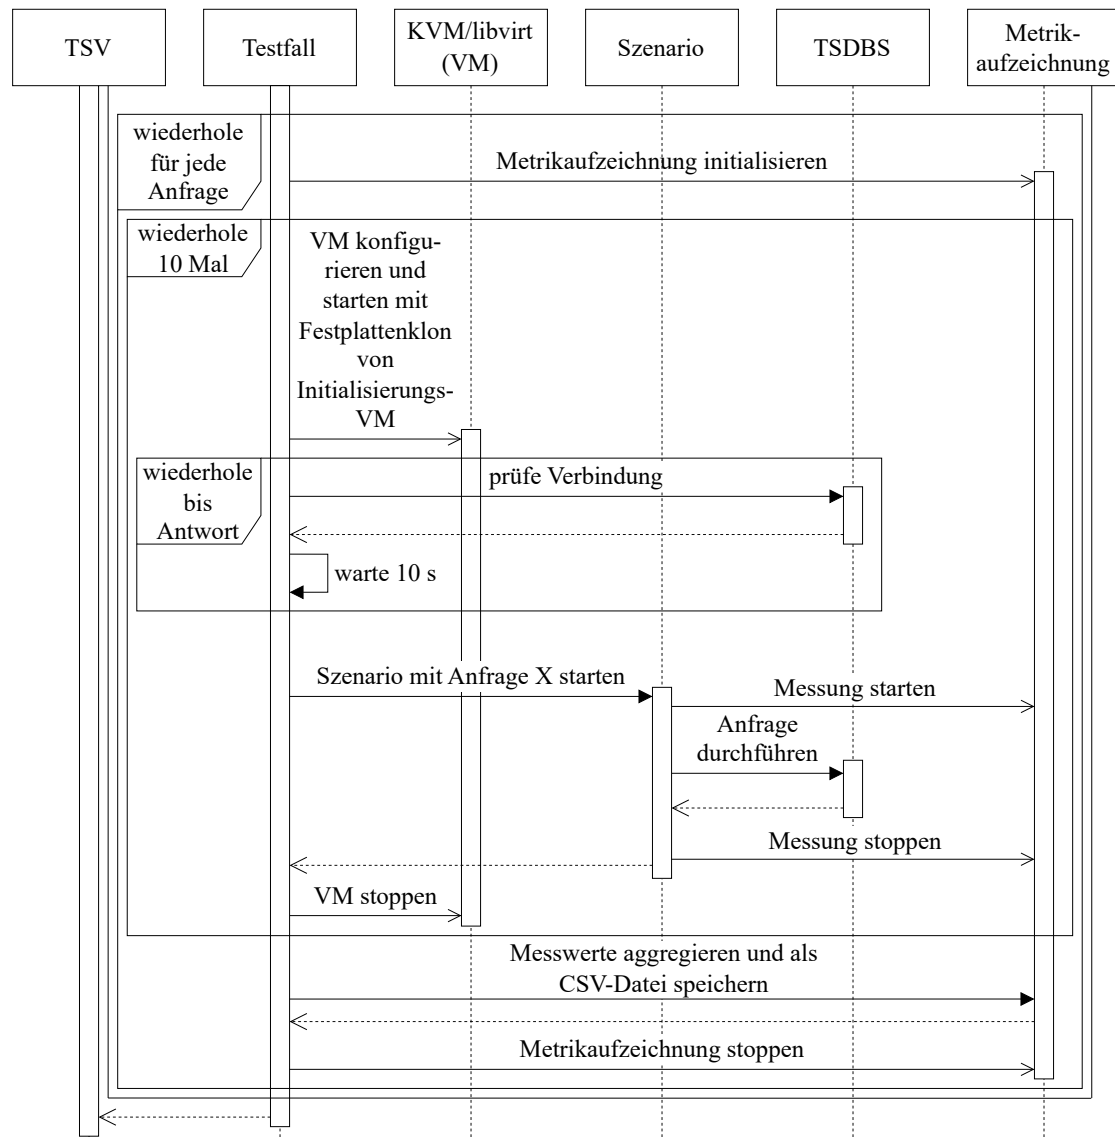 TSV
Testfall
KVM/libvirt
(VM)
Szenario
TSDBS
Metrik-
aufzeichnung
wiederhole
für jede
Anfrage
Metrikaufzeichnung initialisieren
wiederhole
10 Mal
VM konfigu-
rieren und
starten mit
Festplattenklon
von
Initialisierungs-
VM
wiederhole
bis
Antwort
prüfe Verbindung
warte 10 s
Szenario mit Anfrage X starten
Messung starten
Anfrage
durchführen
Messung stoppen
VM stoppen
Messwerte aggregieren und als
CSV-Datei speichern
Metrikaufzeichnung stoppen